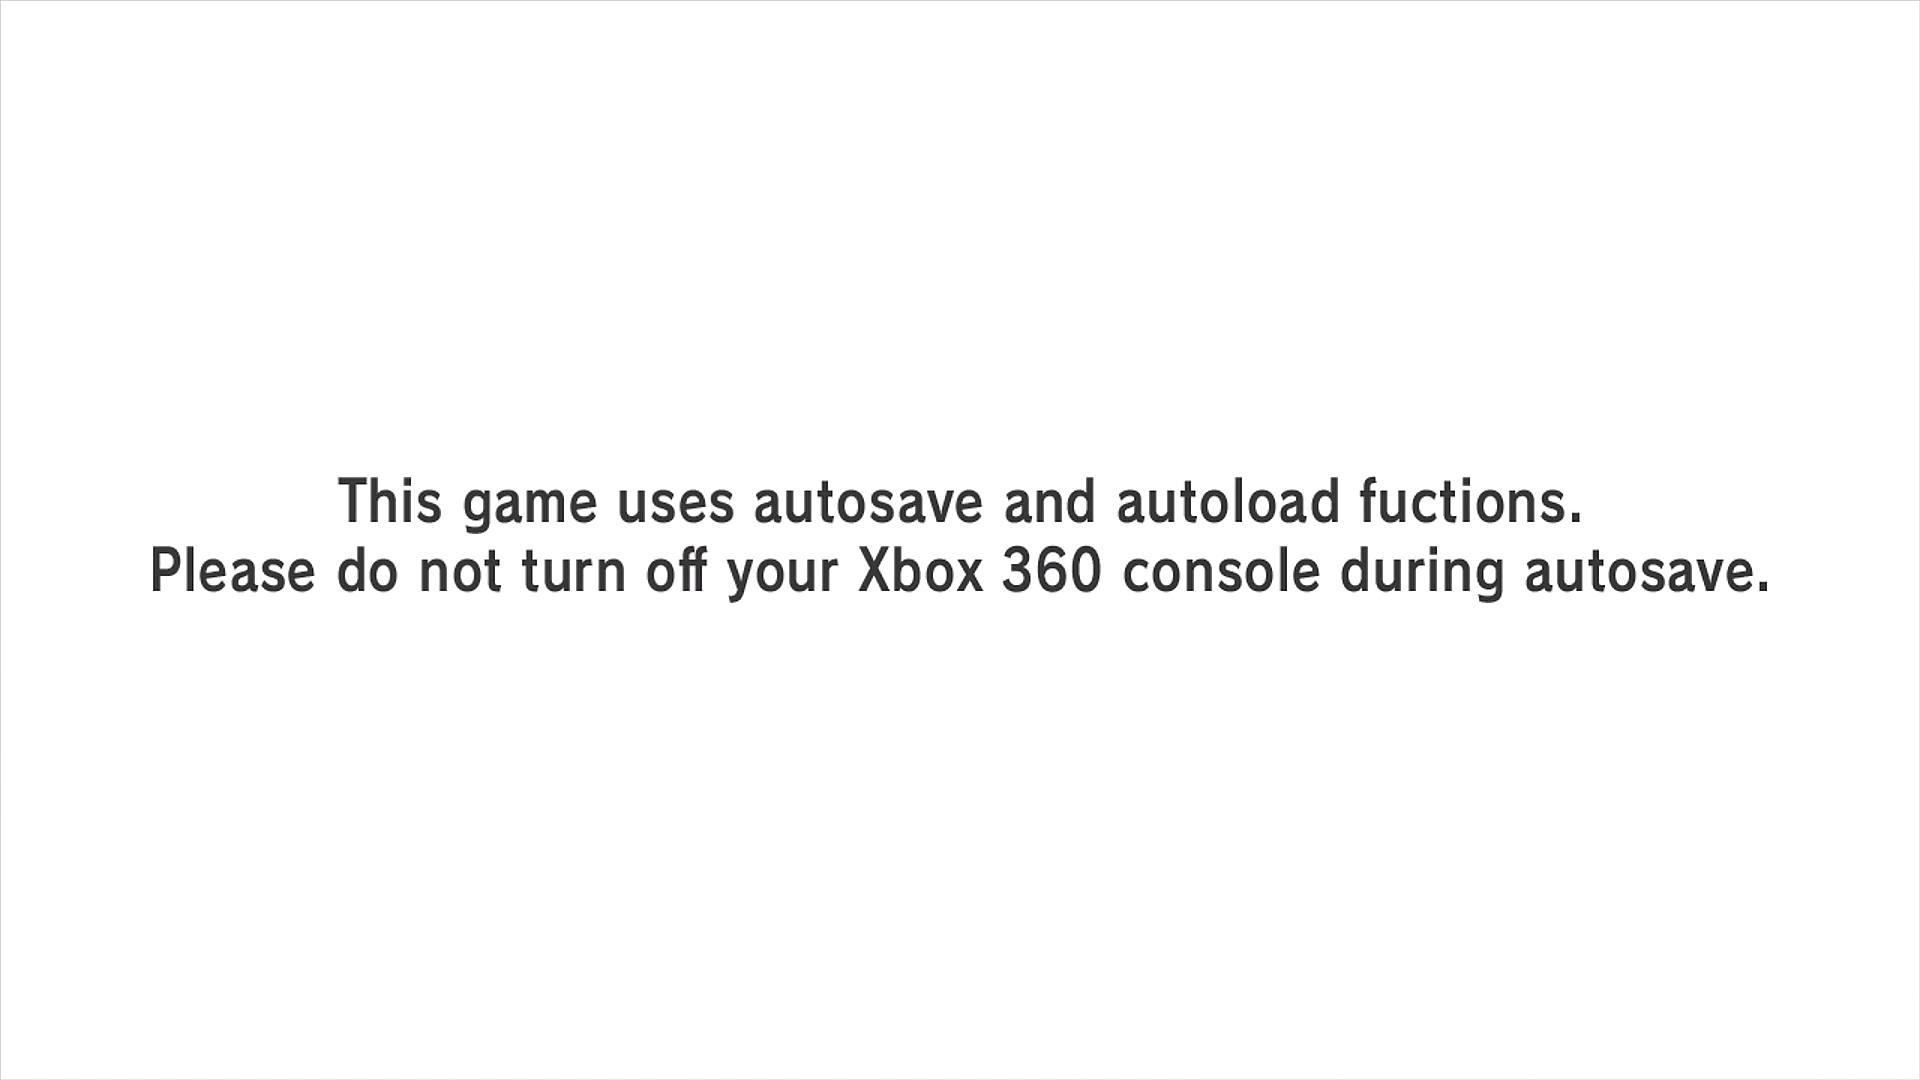 This game uses autosave and autoload fuctions.
Please do not turn off your Xbox 360 console during autosave.